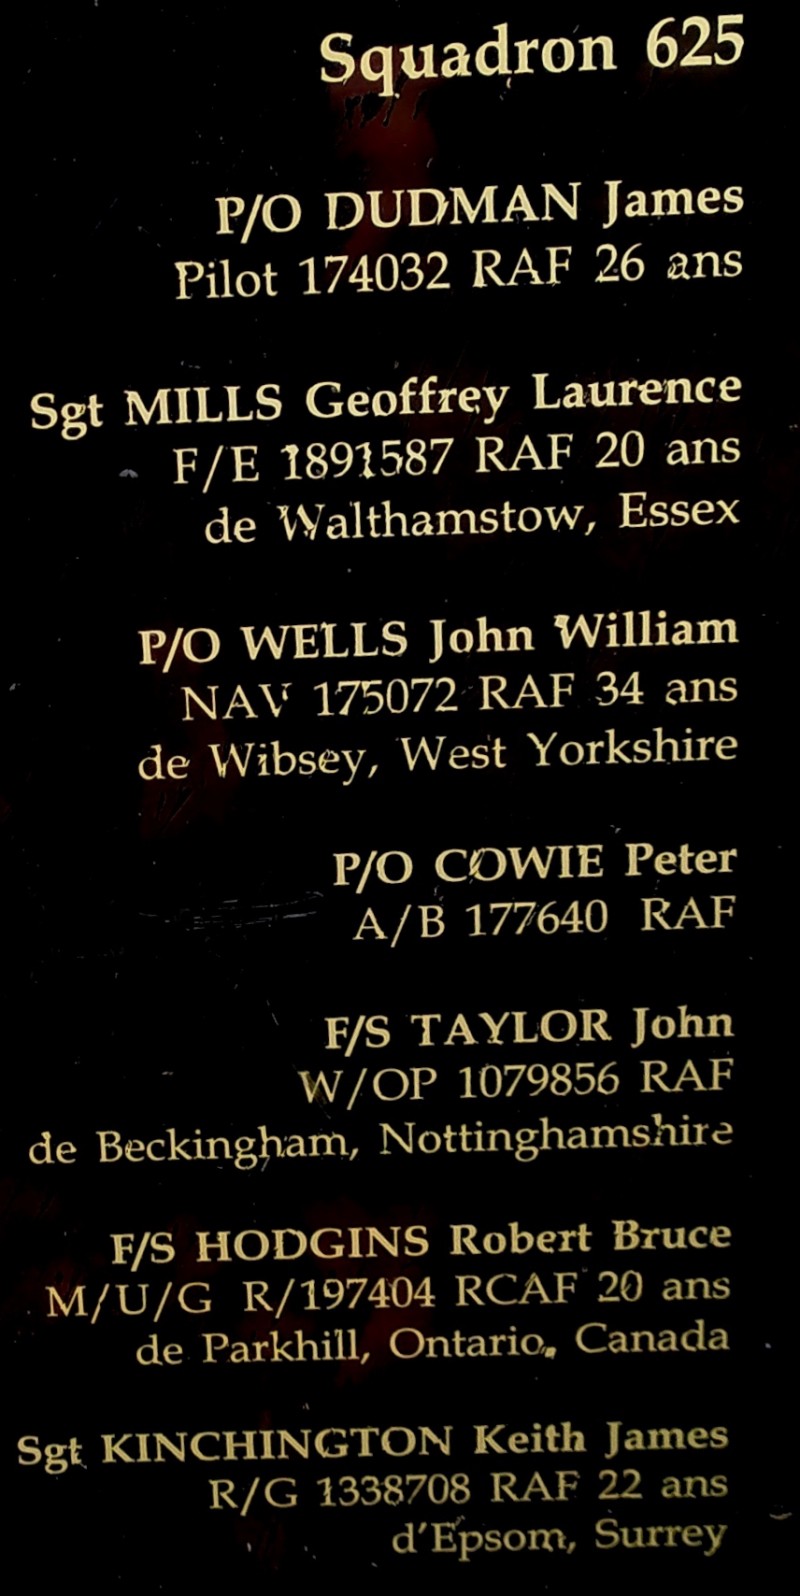 Squadron 625
P/O DUDMAN James
Pilot 174032 RAF 26 ans
Sgt MILLS Geoffrey Laurence
F/E 1891587 RAF 20 ans
de Walthamstow, Essex
P/O WELLS John William
NAV 175072 RAF 34 ans
de Wibsey, West Yorkshire
P/O COWIE Peter
A/B 177640 RAF
F/S TAYLOR John
W/OP 1079856 RAF
de Beckingham, Nottinghamshire
F/S HODGINS Robert Bruce
M/U/G R/197404 RCAF 20 ans
de Parkhill, Ontario, Canada
Sgt KINCHINGTON Keith James
R/G 1338708 RAF 22 ans
d'Epsom, Surrey